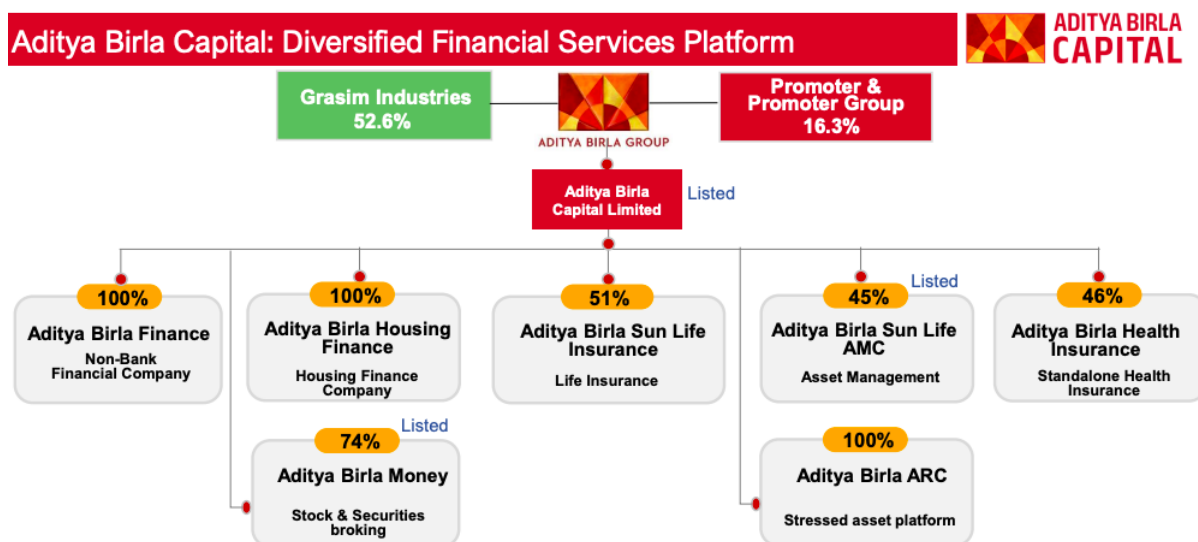 Aditya Birla Capital: Diversified Financial Services Platform
ADITYA BIRLA
CAPITAL
Grasim Industries
52.6%
ADITYA BIRLA GROUP
Promoter &
Promoter Group
16.3%
Aditya Birla
Capital Limited
Listed
100%
Aditya Birla Finance
Non-Bank
Financial Company
100%
Aditya Birla Housing
Finance
Housing Finance
Company
51%
Aditya Birla Sun Life
Insurance
Life Insurance
Listed
45%
Aditya Birla Sun Life
AMC
Asset Management
46%
Aditya Birla Health
Insurance
Standalone Health
Insurance
Listed
74%
Aditya Birla Money
Stock & Securities
broking
100%
Aditya Birla ARC
Stressed asset platform